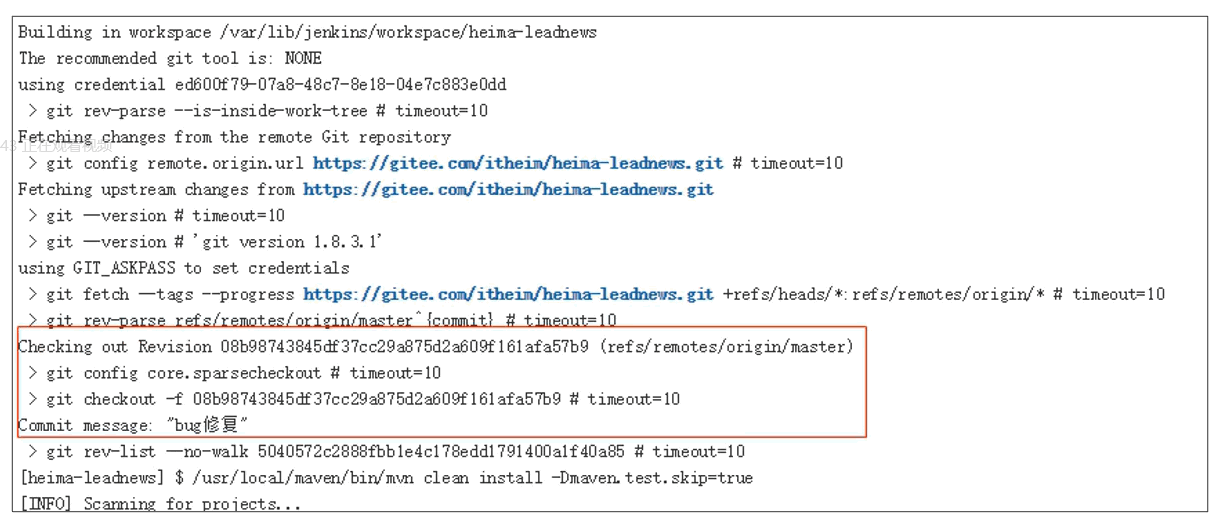 Building in workspace /var/lib/jenkins/workspace/heima-leadnews
The recommended git tool is: NONE
using credential ed600f79-07a8-48c7-8e18-04e7c883e0dd
> git rev-parse --is-inside-work-tree # timeout=10
Fetching changes from the remote Git repository
43 正在观看视频
> git config remote.origin.url https://gitee.com/itheim/heima-leadnews.git # timeout=10
Fetching upstream changes from https://gitee.com/itheim/heima-leadnews.git
> git —version # timeout=10
> git —version # 'git version 1.8.3.1'
using GIT_ASKPASS to set credentials
> git fetch —tags --progress https://gitee.com/itheim/heima-leadnews.git +refs/heads/*:refs/remotes/origin/* # timeout=10
> git rev-parse refs/remotes/origin/master^{commit} # timeout=10
Checking out Revision 08b98743845df37cc29a875d2a609f161afa57b9 (refs/remotes/origin/master)
> git config core.sparsecheckout # timeout=10
> git checkout -f 08b98743845df37cc29a875d2a609f161afa57b9 # timeout=10
Commit message: "bug修复"
> git rev-list —no-walk 5040572c2888fbb1e4c178edd1791400a1f40a85 # timeout=10
[heima-leadnews] $ /usr/local/maven/bin/mvn clean install -Dmaven.test.skip=true
[INFO] Scanning for projects...